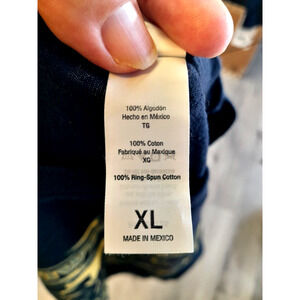 100% Algodón
Hecho en México
TG
100% Coton
Fabriqué au Mexique
XG
100% Ring-Spun Cotton
XL
MADE IN MEXICO